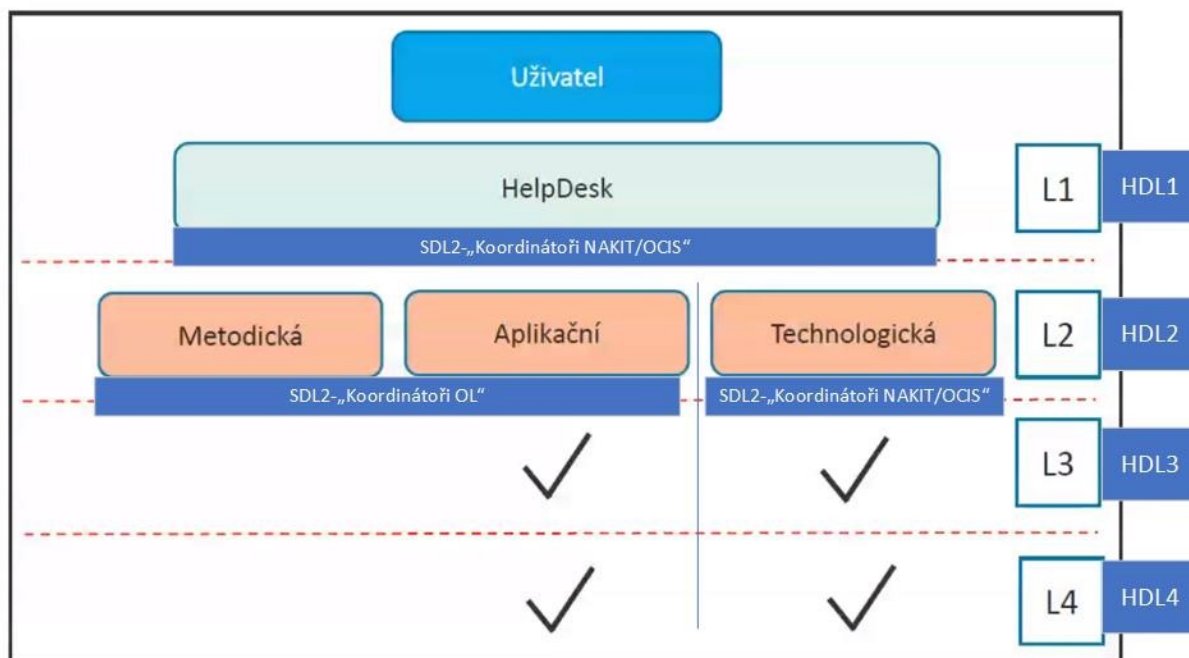 Uživatel
HelpDesk
L1
HDL1
SDL2-„Koordinátoři NAKIT/OCIS“
Metodická
Aplikační
Technologická
L2
HDL2
SDL2-„Koordinátoři OL“
SDL2-„Koordinátoři NAKIT/OCIS“
L3
HDL3
L4
HDL4